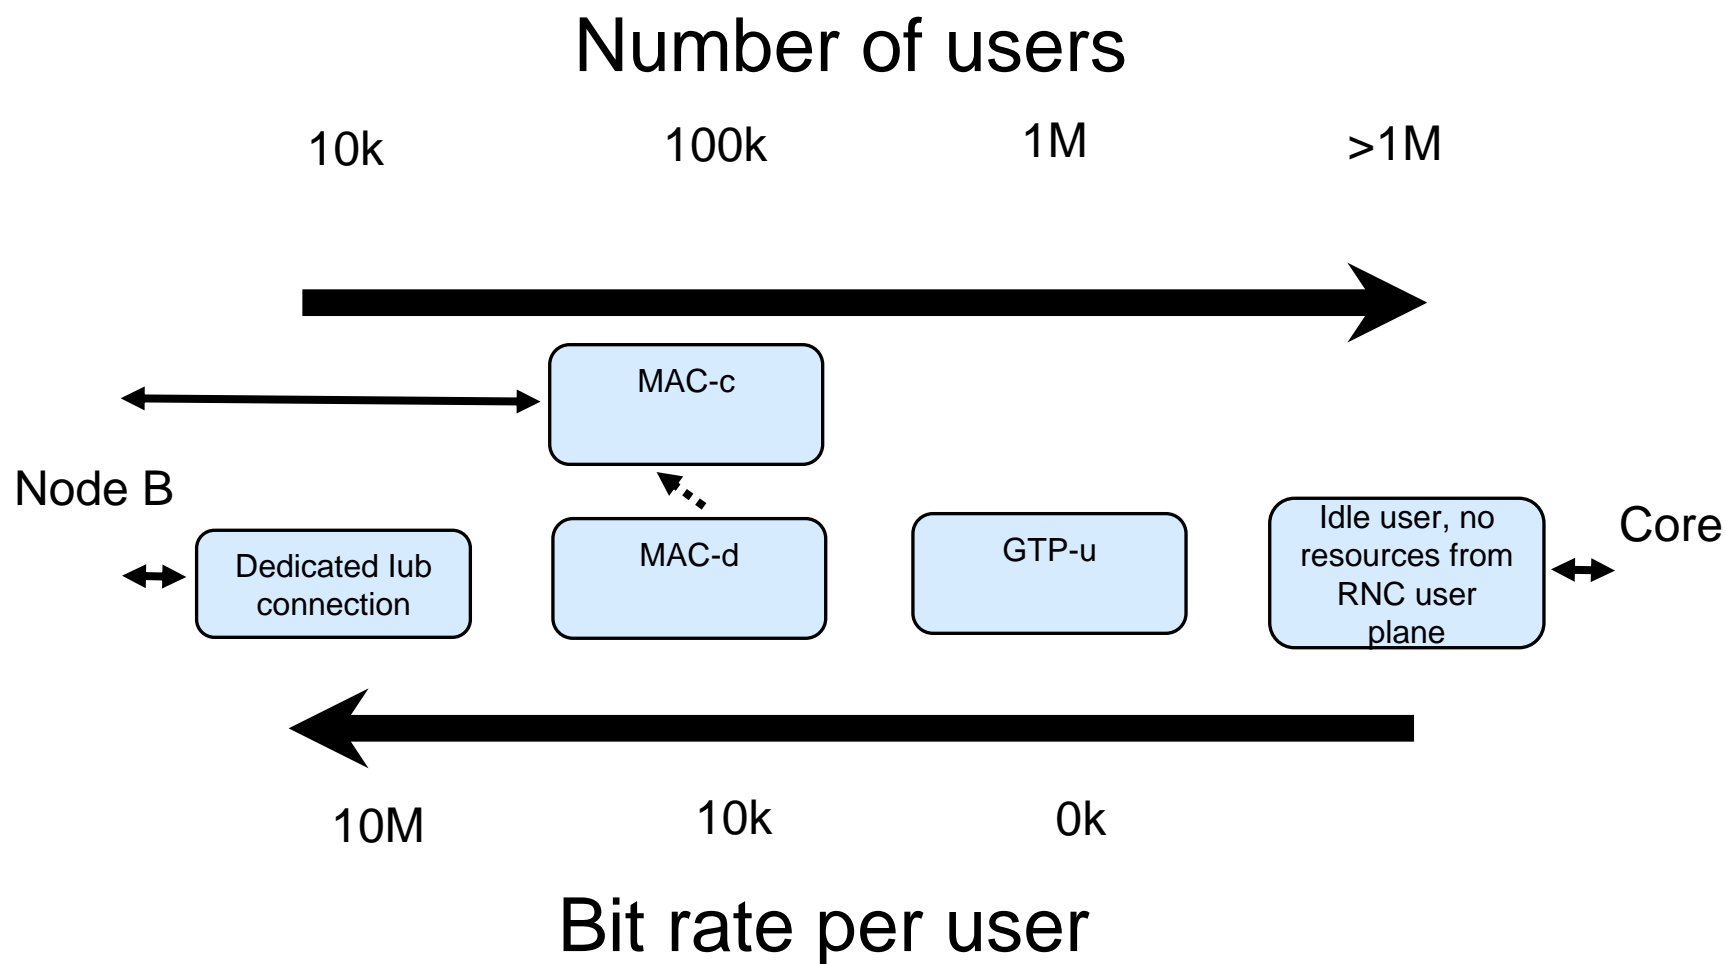 Number of users
10k
100k
1M
>1M
MAC-c
Node B
Dedicated Iub
connection
MAC-d
GTP-u
Idle user, no
resources from
RNC user
plane
Core
10M
10k
0k
Bit rate per user